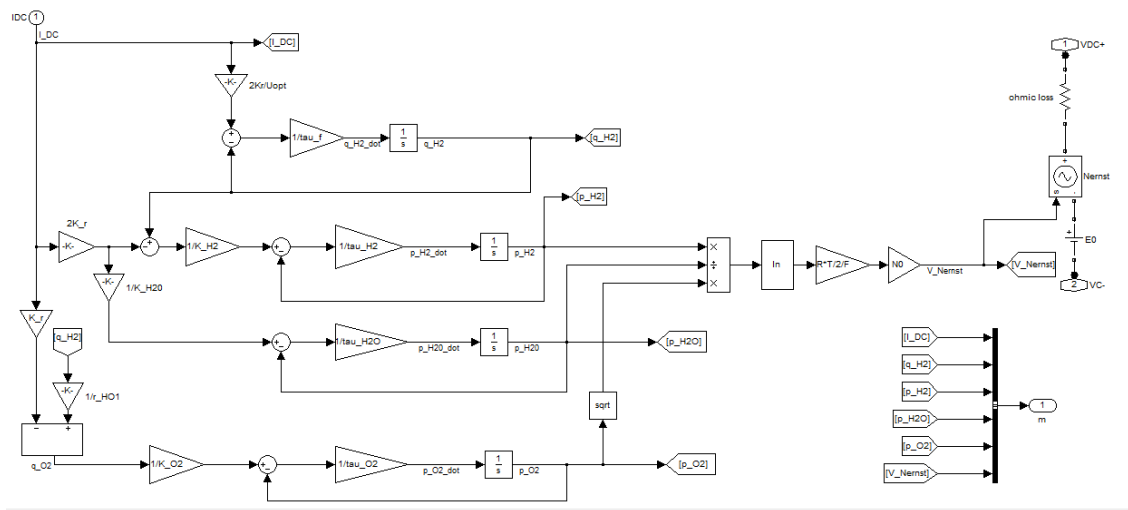 IDC
1
I_DC
[I_DC]
-K-
2Kr/Uopt
+
−
1/tau_f
q_H2_dot
1
s
q_H2
[q_H2]
[p_H2]
2K_r
-K-
−
+
1/K_H2
+
−
1/tau_H2
p_H2_dot
1
s
p_H2
×
÷
×
ln
R*T/2/F
N0
V_Nernst
[V_Nernst]
1
VDC+
ohmic loss
+
s
-
Nernst
+
E0
2
VC-
-K-
1/K_H20
K_r
[q_H2]
-K-
1/r_HO1
−
+
q_O2
+
−
1/tau_H2O
p_H20_dot
1
s
p_H20
[p_H2O]
sqrt
1/K_O2
+
−
1/tau_O2
p_O2_dot
1
s
p_O2
[p_O2]
[I_DC]
[q_H2]
[p_H2]
[p_H2O]
[p_O2]
[V_Nernst]
1
m